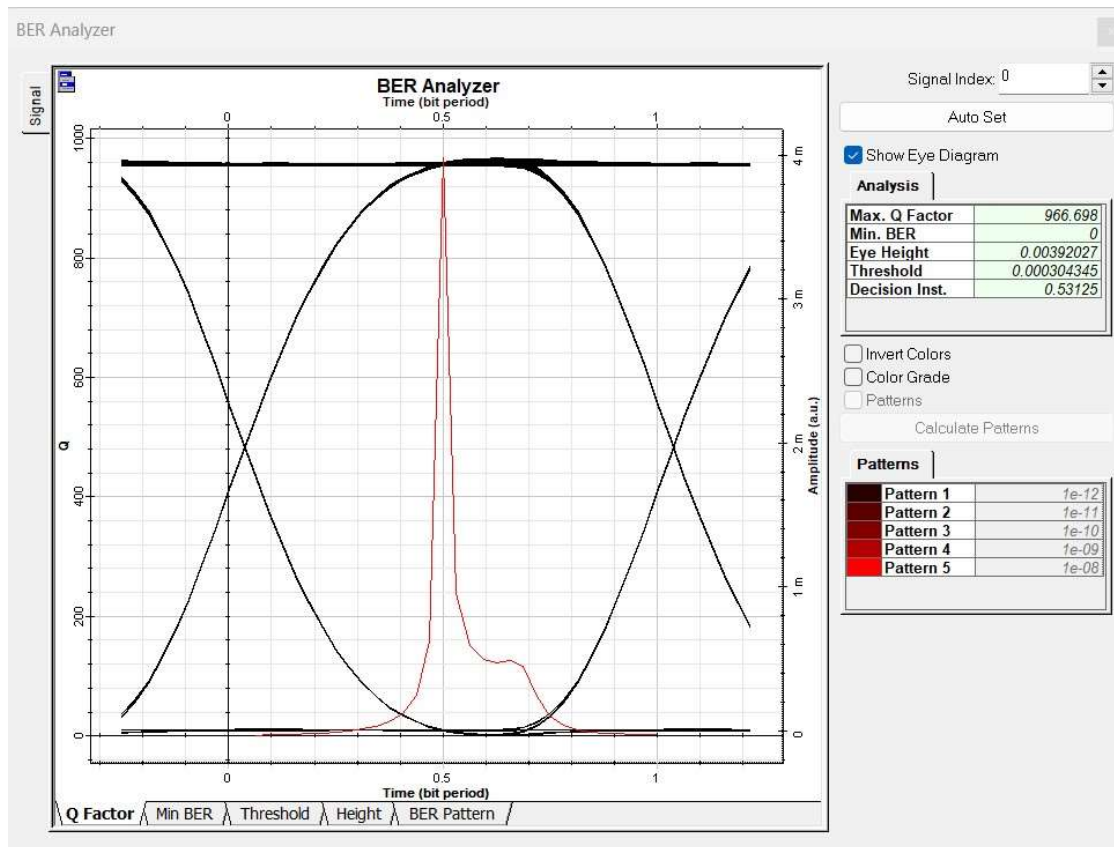 BER Analyzer
Signal
BER Analyzer
Time (bit period)
0 0.5 1
1000
800
600
400
200
0
Q
4 m
3 m
2 m
1 m
0
Amplitude (a.u.)
0 0.5 1
Time (bit period)
Q Factor Min BER Threshold Height BER Pattern
Signal Index: 0
Auto Set
Show Eye Diagram
Analysis
Max. Q Factor 966.698
Min. BER 0
Eye Height 0.00392027
Threshold 0.000304345
Decision Inst. 0.53125
Invert Colors
Color Grade
Patterns
Calculate Patterns
Patterns
Pattern 1 1e-12
Pattern 2 1e-11
Pattern 3 1e-10
Pattern 4 1e-09
Pattern 5 1e-08